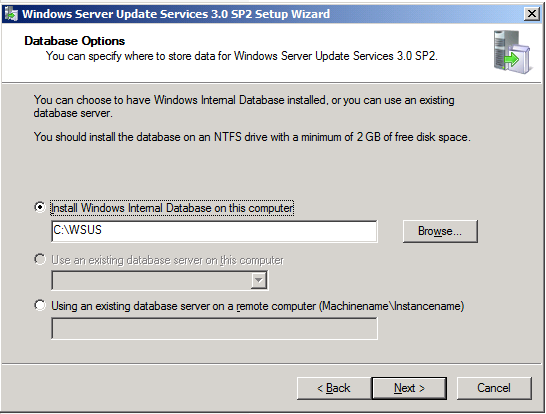 Windows Server Update Services 3.0 SP2 Setup Wizard
Database Options
You can specify where to store data for Windows Server Update Services 3.0 SP2.
You can choose to have Windows Internal Database installed, or you can use an existing
database server.
You should install the database on an NTFS drive with a minimum of 2 GB of free disk space.
Install Windows Internal Database on this computer
C:\WSUS
Browse...
Use an existing database server on this computer
Using an existing database server on a remote computer (Machinename\Instancename)
< Back
Next >
Cancel